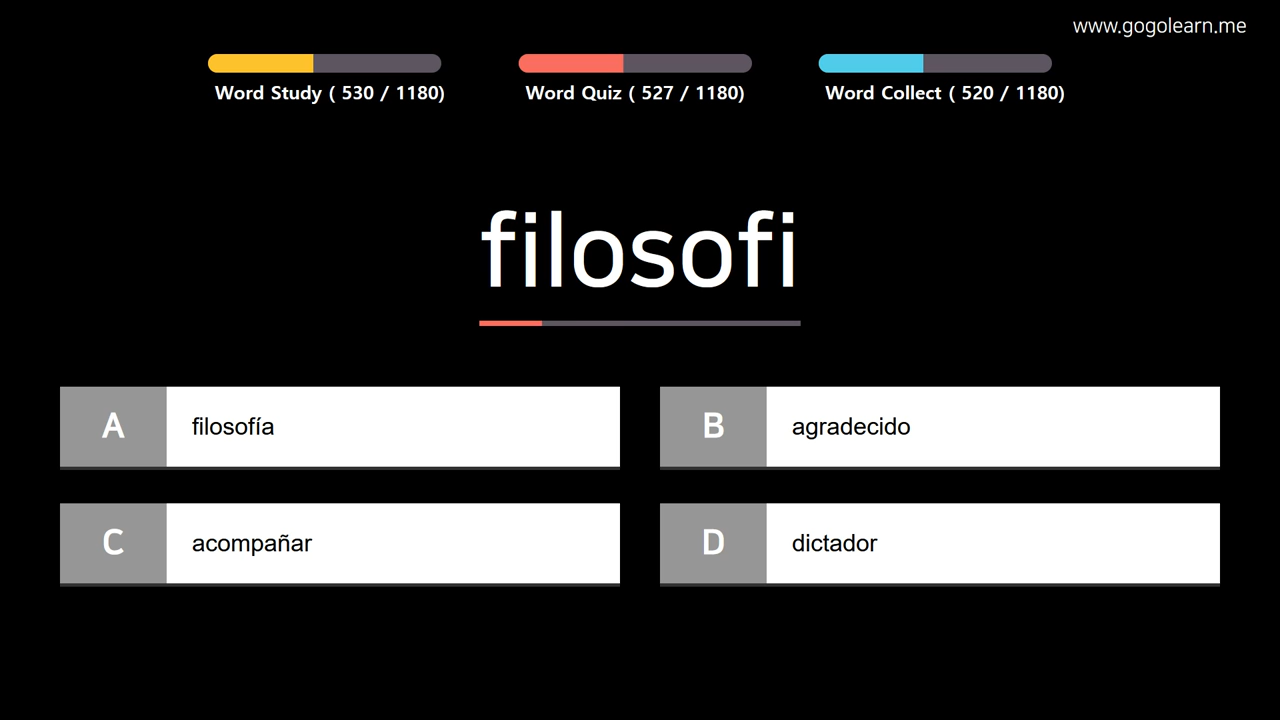 www.gogolearn.me
Word Study ( 530 / 1180)
Word Quiz ( 527 / 1180)
Word Collect ( 520 / 1180)
filosofi
A filosofía
B agradecido
C acompañar
D dictador